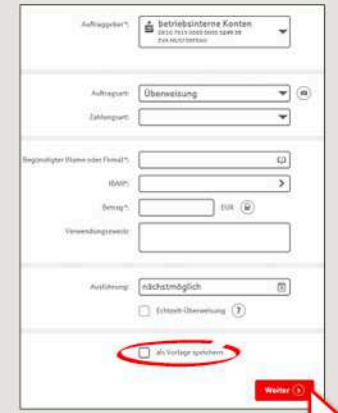 Auftraggeber*:
betriebsinterne Konten
EVA MUSTERFRAU
Auftragsart:
Überweisung
Zahlungsart:
Begünstigter (Name oder Firma)*:
IBAN*:
Betrag*:
EUR
Verwendungszweck:
Ausführung:
nächstmöglich
Echtzeit-Überweisung ?
als Vorlage speichern
Weiter